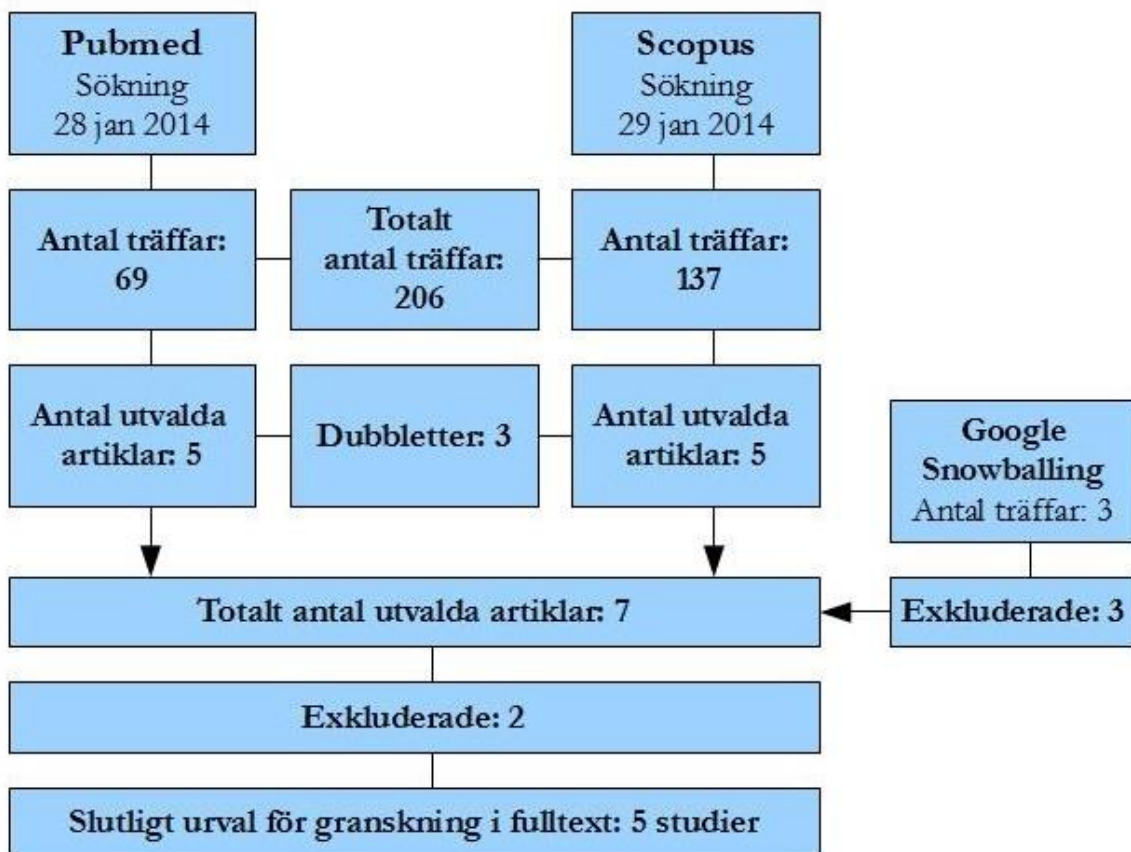 Pubmed
Sökning
28 jan 2014
Scopus
Sökning
29 jan 2014
Antal träffar:
69
Totalt
antal träffar:
206
Antal träffar:
137
Antal utvalda
artiklar: 5
Dubbletter: 3
Antal utvalda
artiklar: 5
Google
Snowballing
Antal träffar: 3
Totalt antal utvalda artiklar: 7
Exkluderade: 3
Exkluderade: 2
Slutligt urval för granskning i fulltext: 5 studier